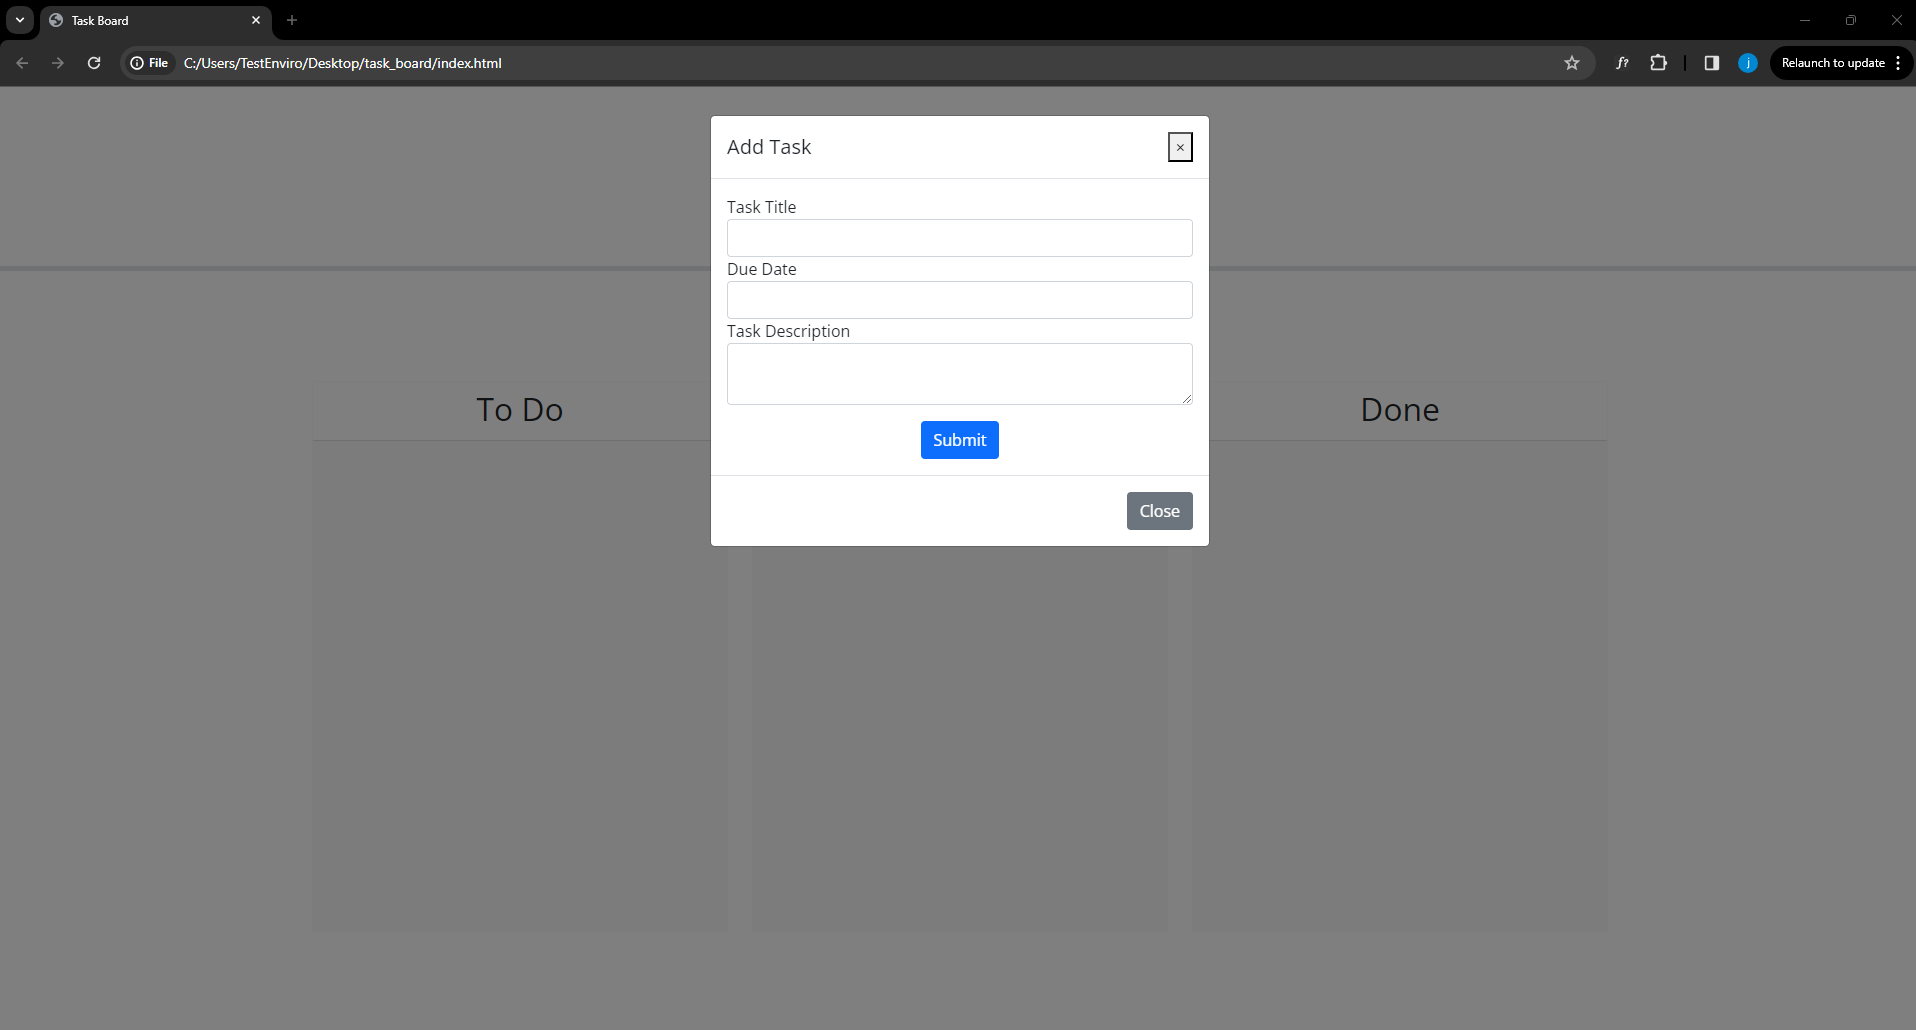 Task Board
File C:/Users/TestEnviro/Desktop/task_board/index.html
f?
j
Relaunch to update
Add Task
×
Task Title
Due Date
Task Description
Submit
Close
To Do
Done